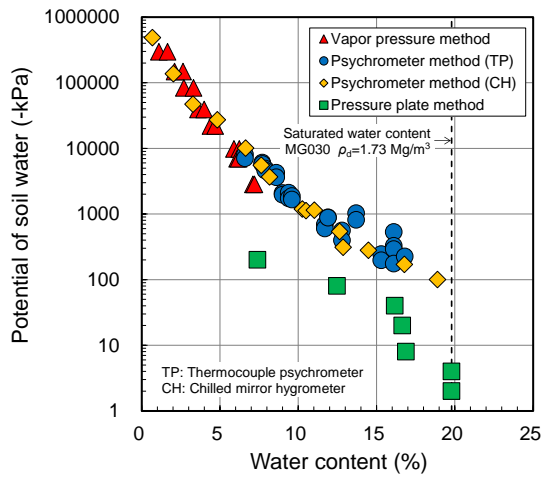 1000000
100000
10000
1000
100
10
1
Potential of soil water (-kPa)
Vapor pressure method
Psychrometer method (TP)
Psychrometer method (CH)
Pressure plate method
Saturated water content
MG030 ρd=1.73 Mg/m³
TP: Thermocouple psychrometer
CH: Chilled mirror hygrometer
0 5 10 15 20 25
Water content (%)